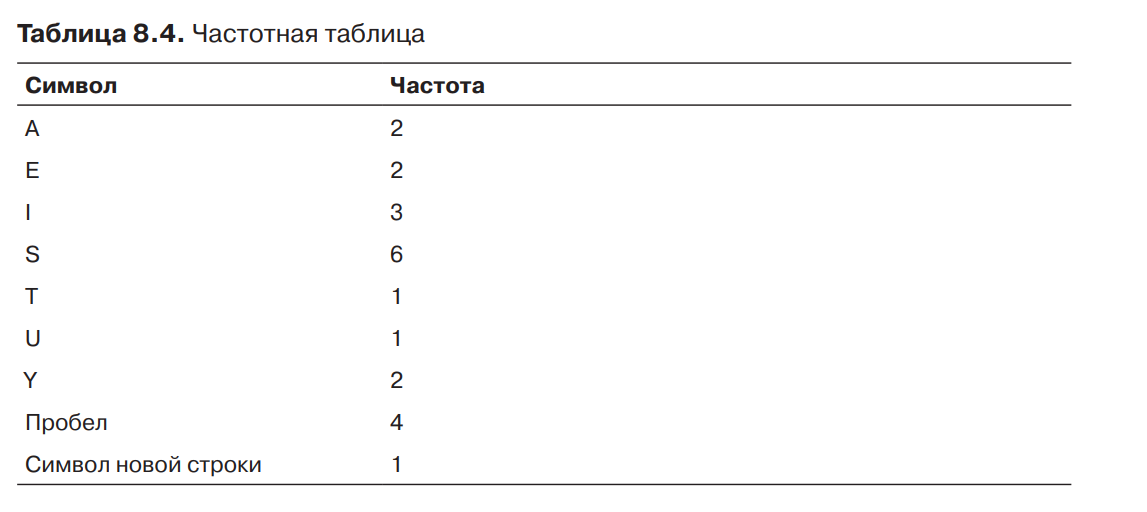 Таблица 8.4. Частотная таблица
Символ Частота
A 2
E 2
I 3
S 6
T 1
U 1
Y 2
Пробел 4
Символ новой строки 1